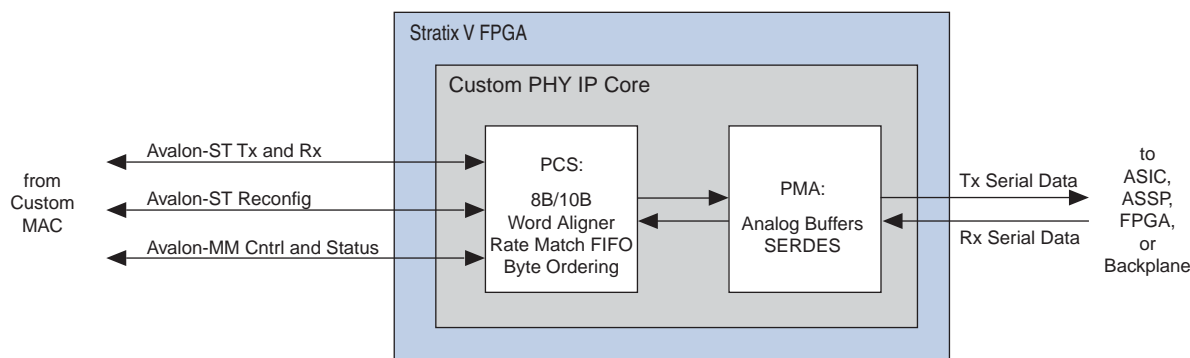 Stratix V FPGA
Custom PHY IP Core
from
Custom
MAC
Avalon-ST Tx and Rx
Avalon-ST Reconfig
Avalon-MM Cntrl and Status
PCS:
8B/10B
Word Aligner
Rate Match FIFO
Byte Ordering
PMA:
Analog Buffers
SERDES
Tx Serial Data
Rx Serial Data
to
ASIC,
ASSP,
FPGA,
or
Backplane